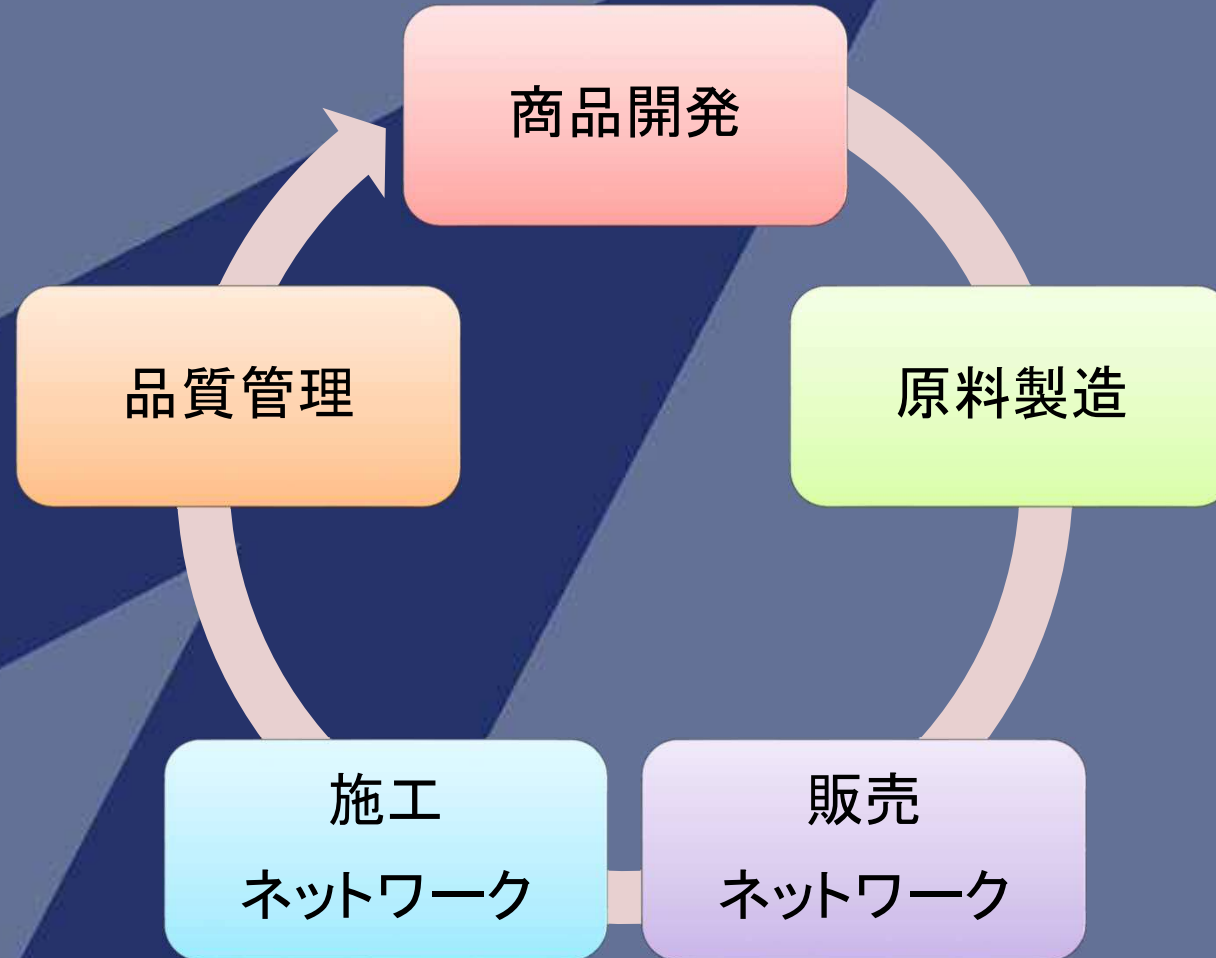 商品開発
原料製造
販売
ネットワーク
施工
ネットワーク
品質管理